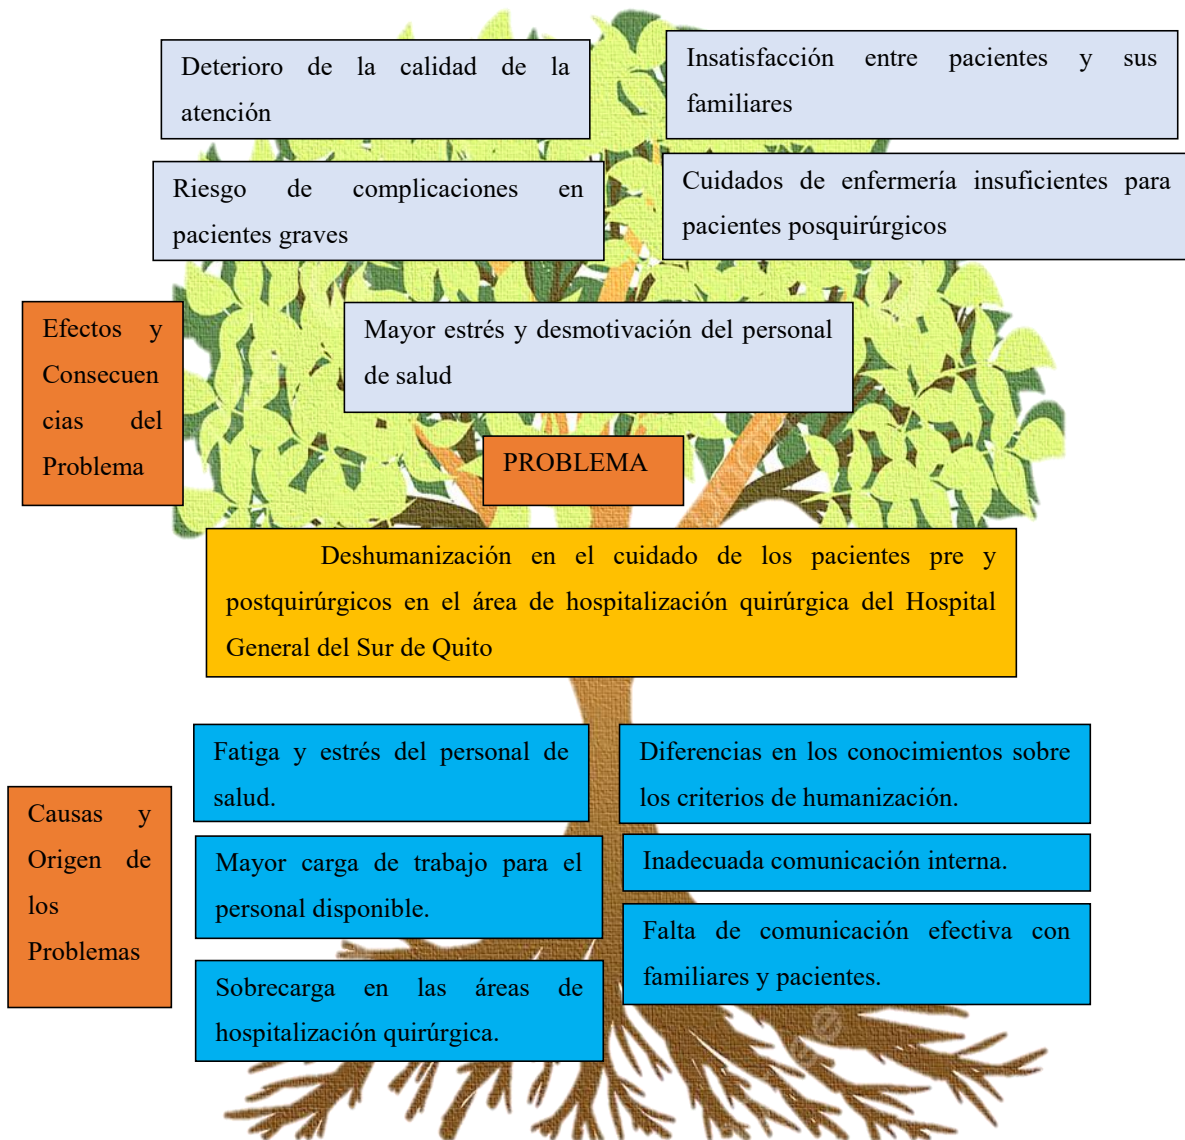 Deterioro de la calidad de la
atención
Insatisfacción entre pacientes y sus
familiares
Riesgo de complicaciones en
pacientes graves
Cuidados de enfermería insuficientes para
pacientes posquirúrgicos
Efectos y
Consecuen
cias del
Problema
Mayor estrés y desmotivación del personal
de salud
PROBLEMA
Deshumanización en el cuidado de los pacientes pre y
postquirúrgicos en el área de hospitalización quirúrgica del Hospital
General del Sur de Quito
Causas y
Origen de
los
Problemas
Fatiga y estrés del personal de
salud.
Diferencias en los conocimientos sobre
los criterios de humanización.
Mayor carga de trabajo para el
personal disponible.
Inadecuada comunicación interna.
Falta de comunicación efectiva con
familiares y pacientes.
Sobrecarga en las áreas de
hospitalización quirúrgica.